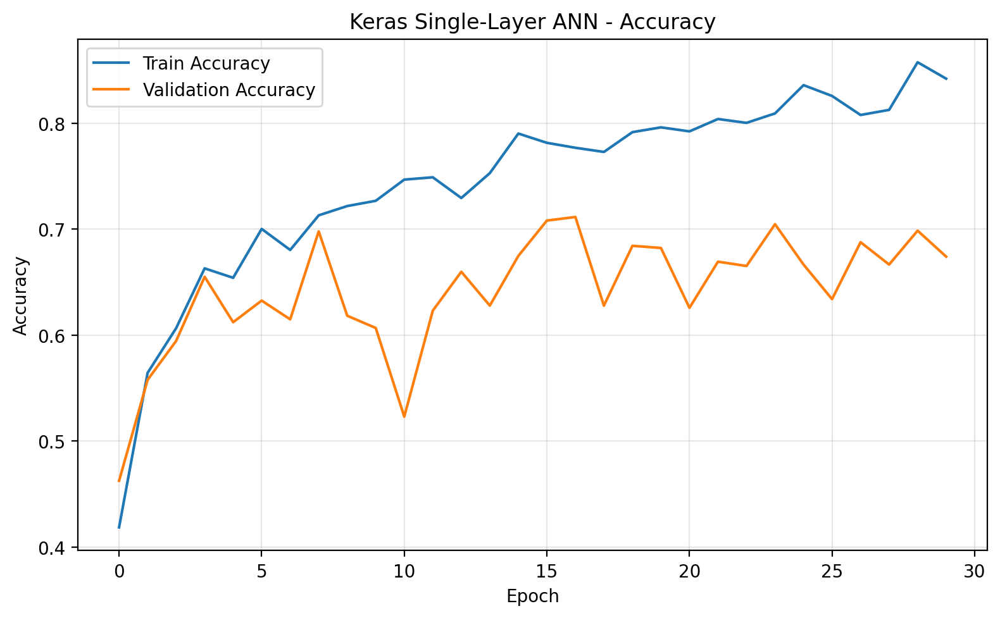 Keras Single-Layer ANN - Accuracy
Train Accuracy
Validation Accuracy
Accuracy
0.8
0.7
0.6
0.5
0.4
0 5 10 15 20 25 30
Epoch